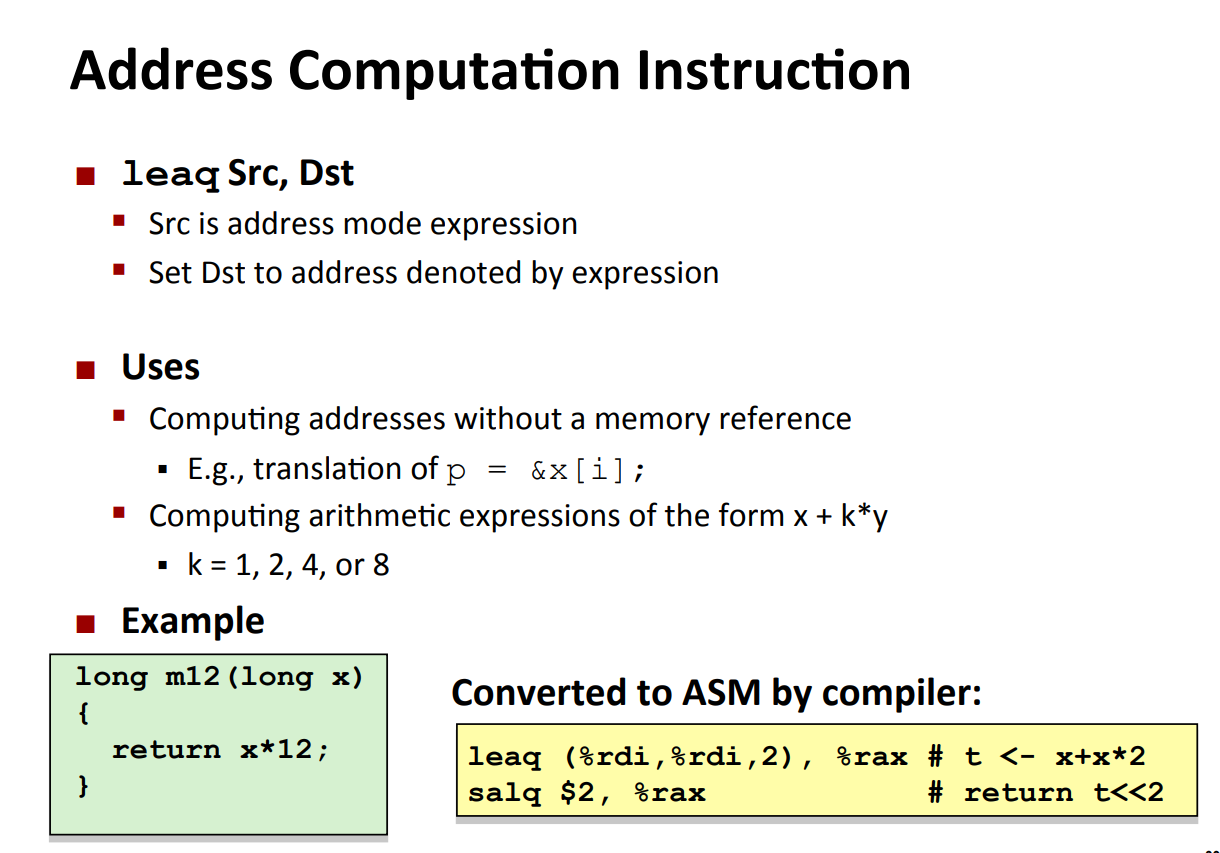 Address Computation Instruction
leaq Src, Dst
Src is address mode expression
Set Dst to address denoted by expression
Uses
Computing addresses without a memory reference
E.g., translation of p = &x[i];
Computing arithmetic expressions of the form x + k*y
k = 1, 2, 4, or 8
Example
long m12(long x)
{
return x*12;
}
Converted to ASM by compiler:
leaq (%rdi,%rdi,2), %rax # t <- x+x*2
salq $2, %rax # return t<<2